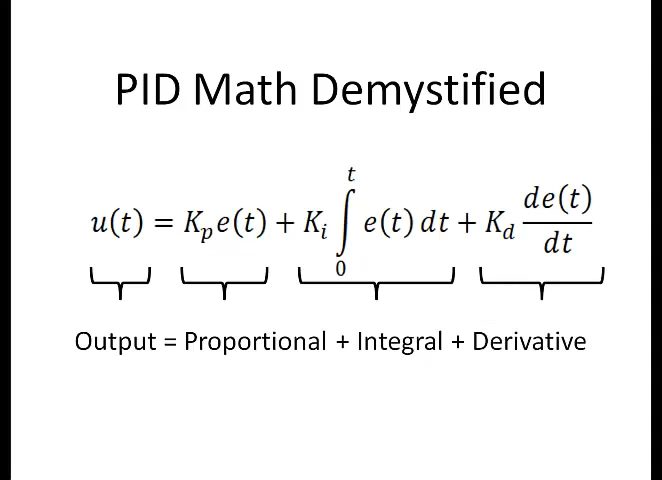 PID Math Demystified
u(t) = K_p e(t) + K_i ∫_0^t e(t) dt + K_d de(t)/dt
Output = Proportional + Integral + Derivative